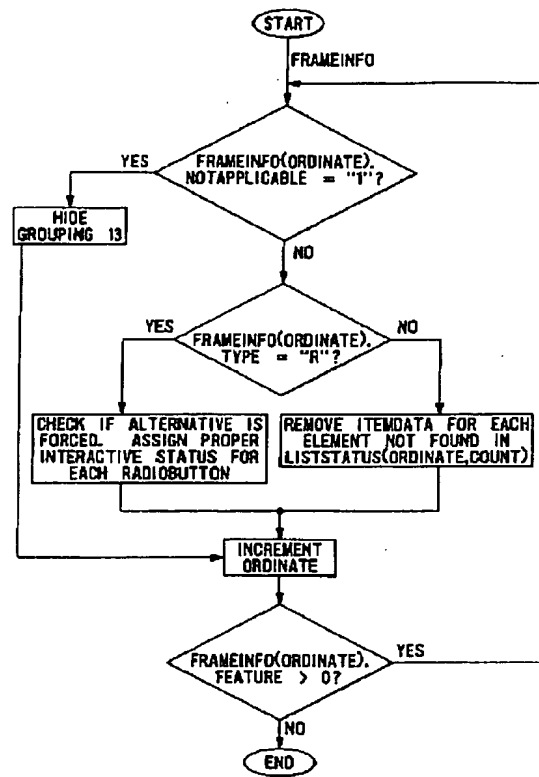 START
FRAMEINFO
YES
FRAMEINFO(ORDINATE).
NOTAPPLICABLE = "1"?
HIDE
GROUPING 13
NO
YES
FRAMEINFO(ORDINATE).
TYPE = "R"?
NO
CHECK IF ALTERNATIVE IS
FORCED. ASSIGN PROPER
INTERACTIVE STATUS FOR
EACH RADIOBUTTON
REMOVE ITEMDATA FOR EACH
ELEMENT NOT FOUND IN
LISTSTATUS(ORDINATE,COUNT)
INCREMENT
ORDINATE
FRAMEINFO(ORDINATE).
FEATURE > 0?
YES
NO
END